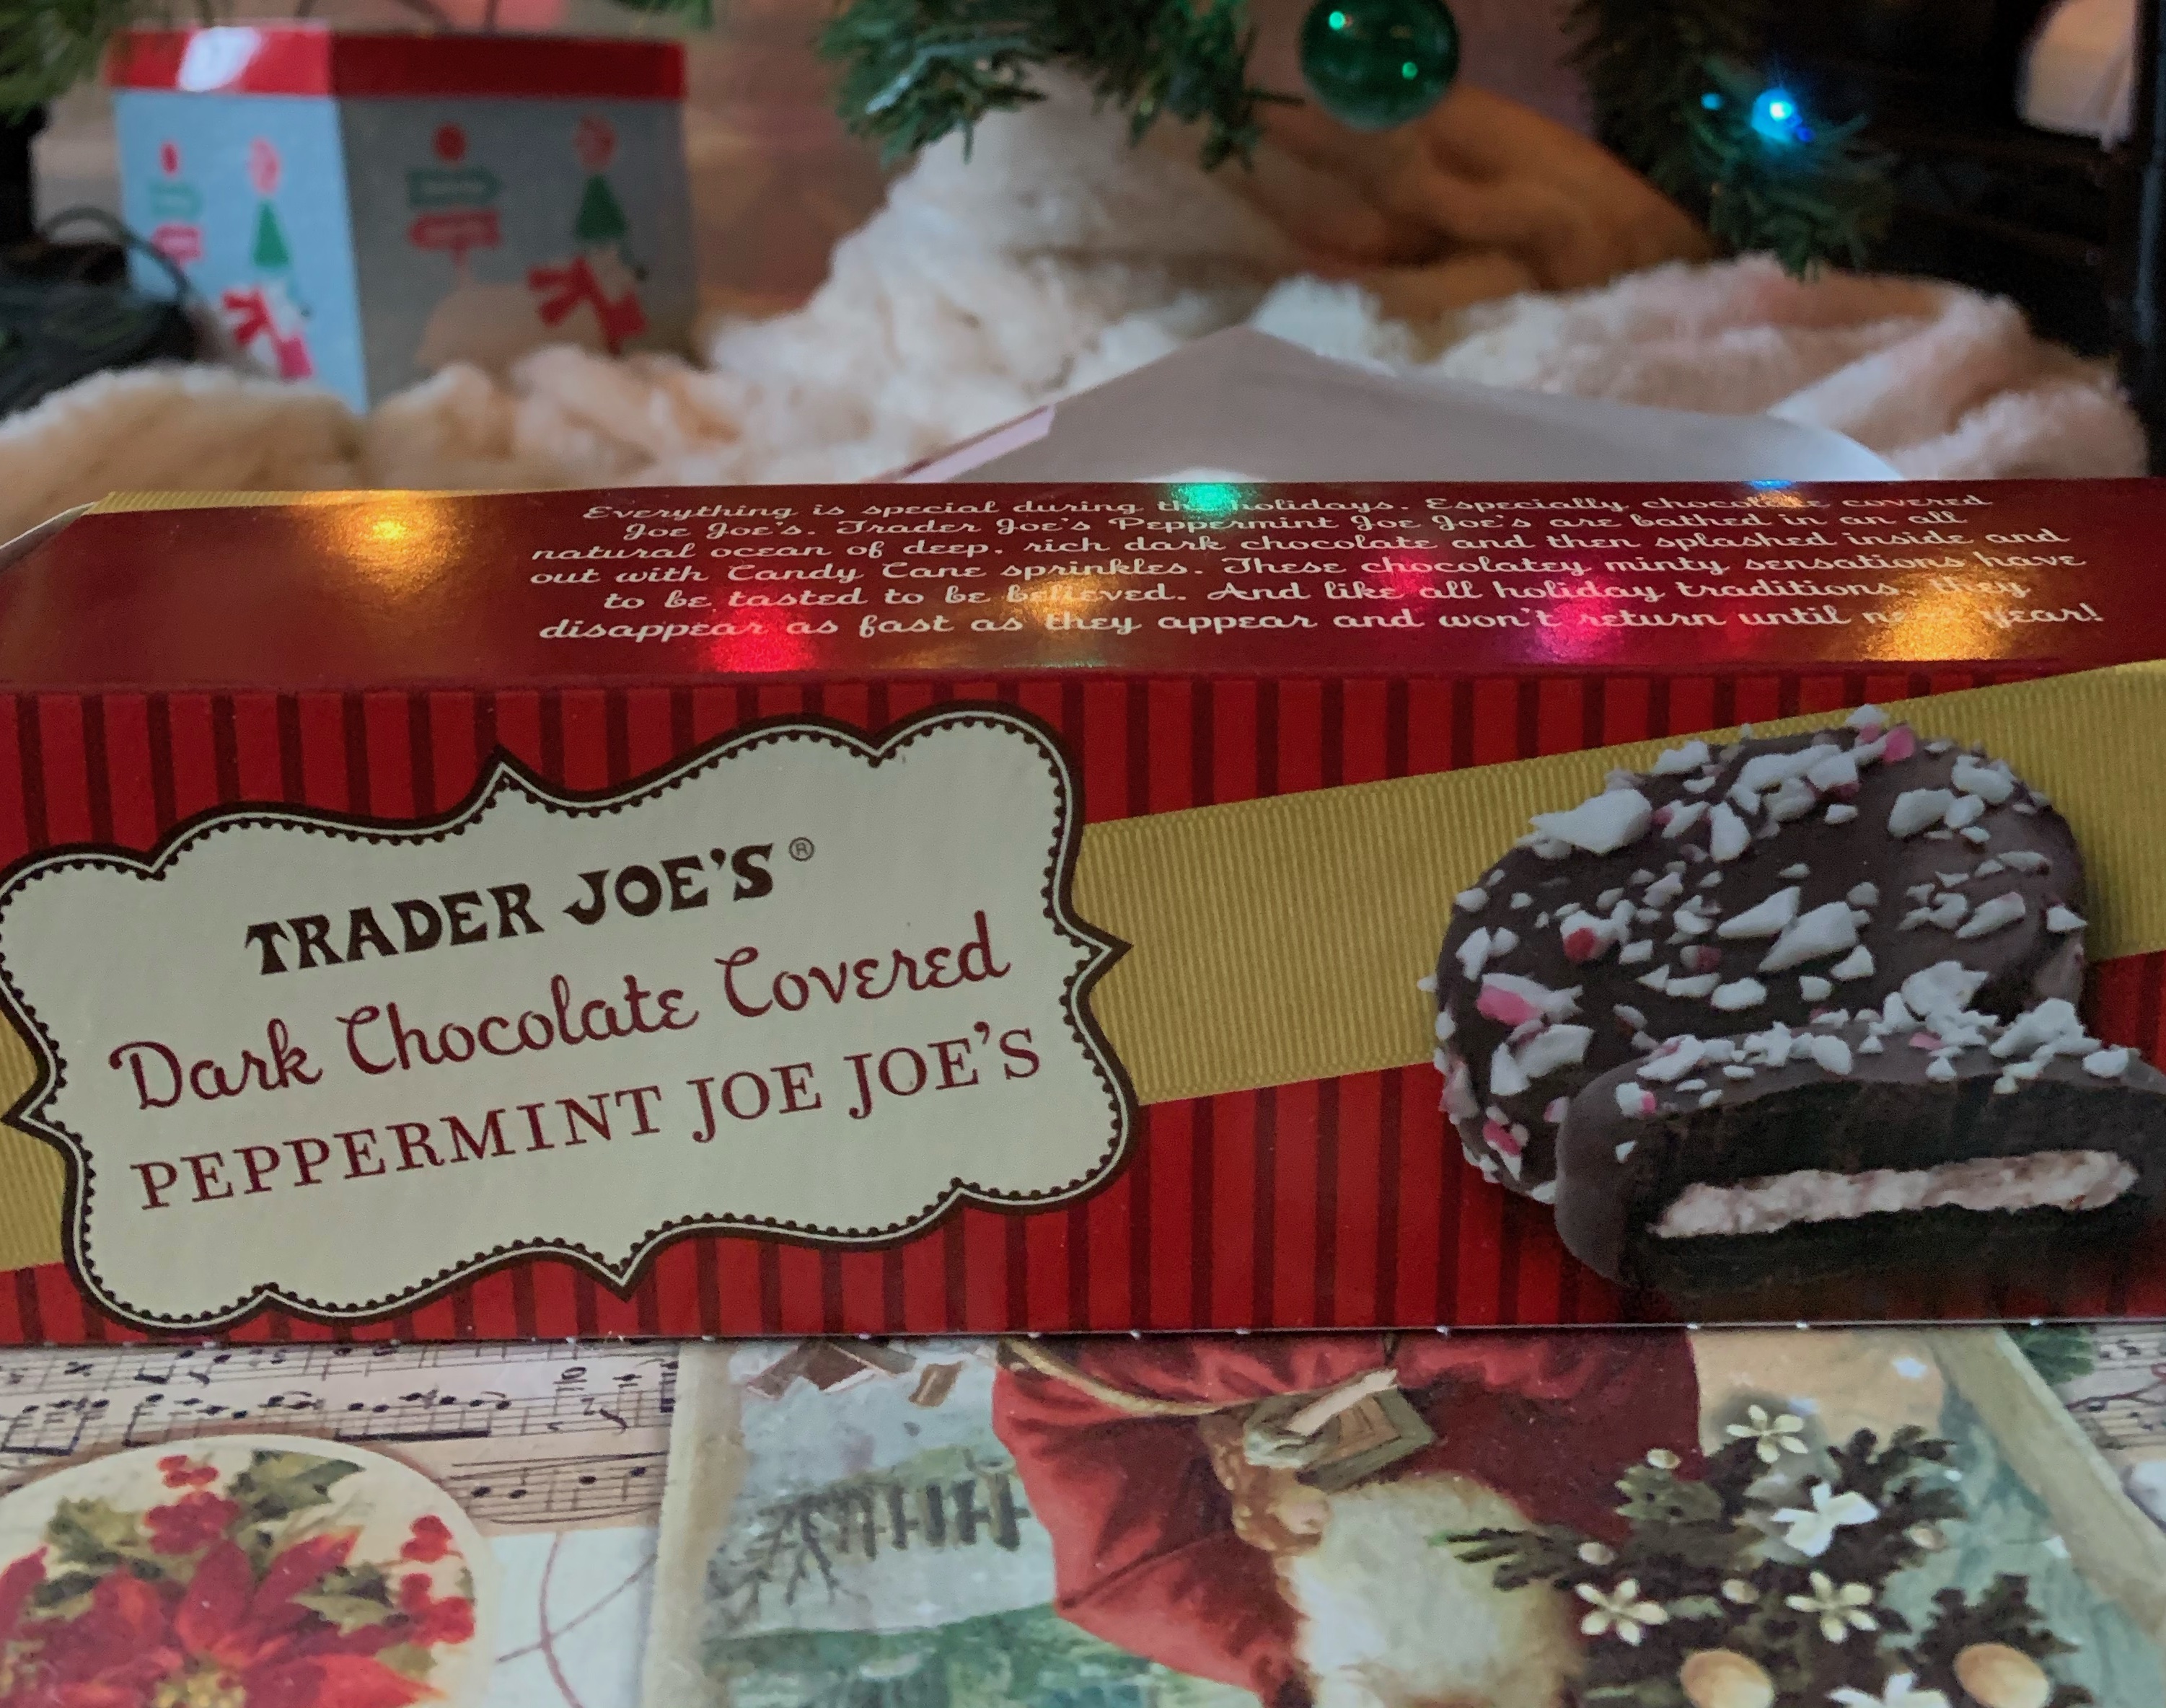 Everything is special during the holidays. Especially chocolate covered
Joe Joe's. Trader Joe's Peppermint Joe Joe's are bathed in an all
natural ocean of deep, rich dark chocolate and then splashed inside and
out with Candy Cane sprinkles. These chocolatey minty sensations have
to be tasted to be believed. And like all holiday traditions, they
disappear as fast as they appear and won't return until next year!
TRADER JOE'S®
Dark Chocolate Covered
PEPPERMINT JOE JOE'S